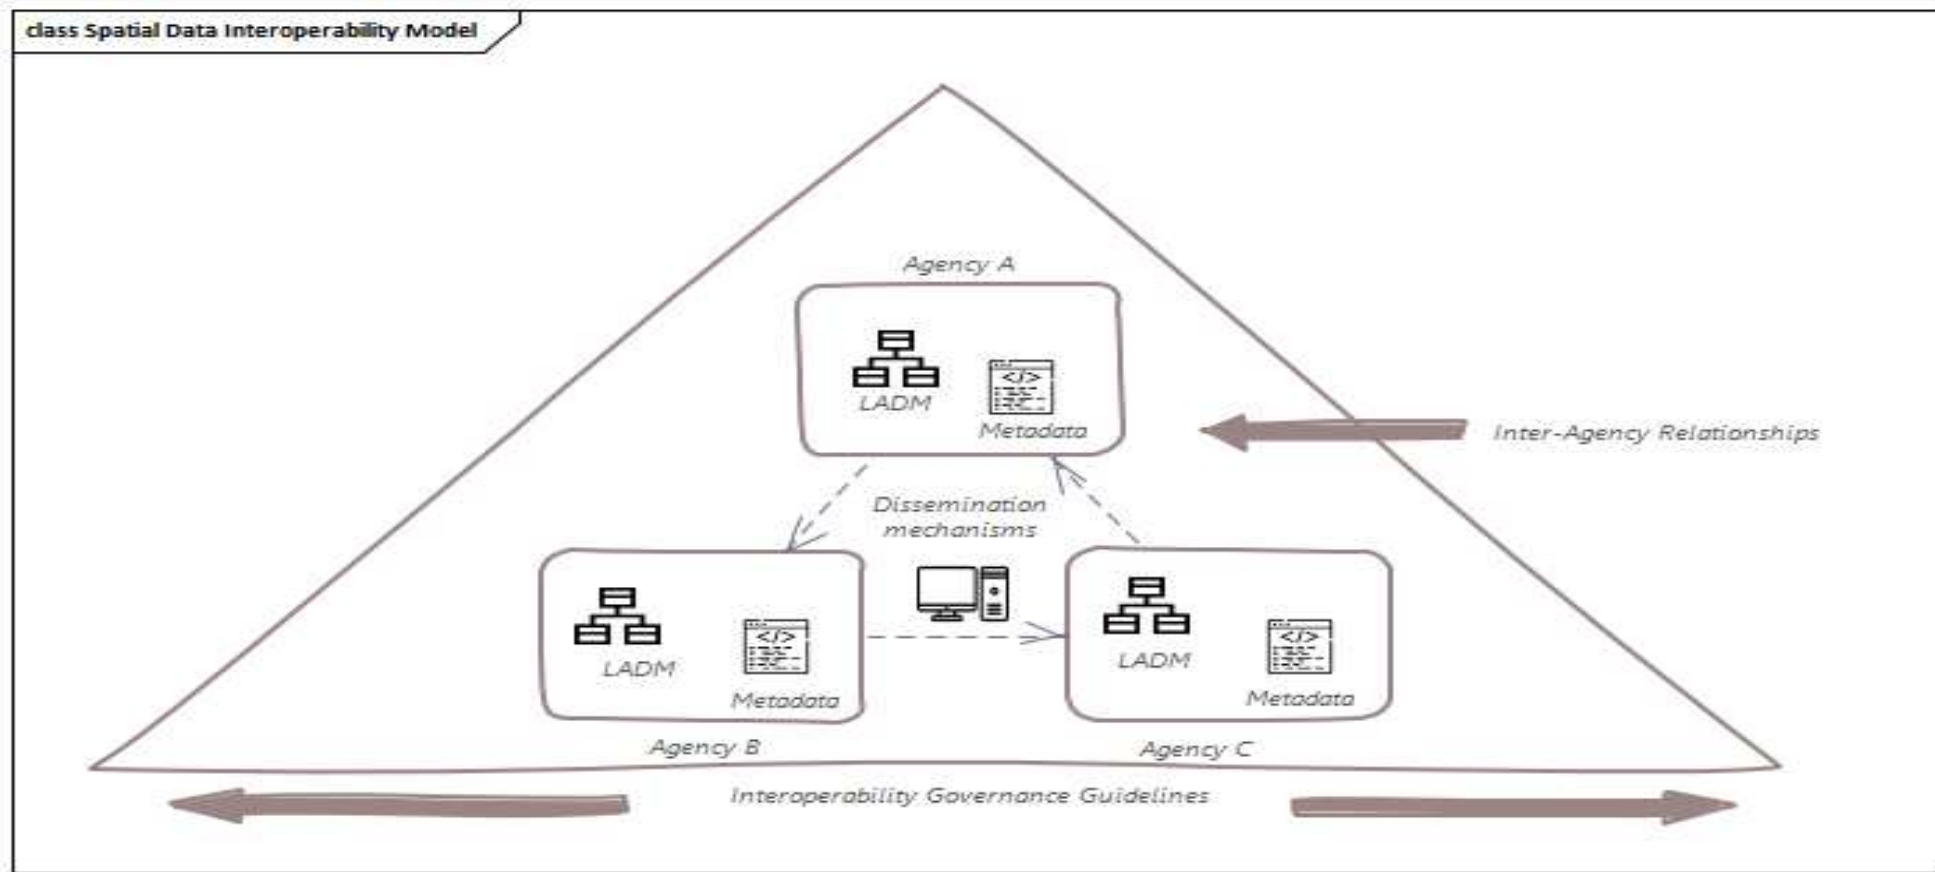 class Spatial Data Interoperability Model
Agency A
LADM
Metadata
Inter-Agency Relationships
Dissemination
mechanisms
LADM
Metadata
Agency B
LADM
Metadata
Agency C
Interoperability Governance Guidelines